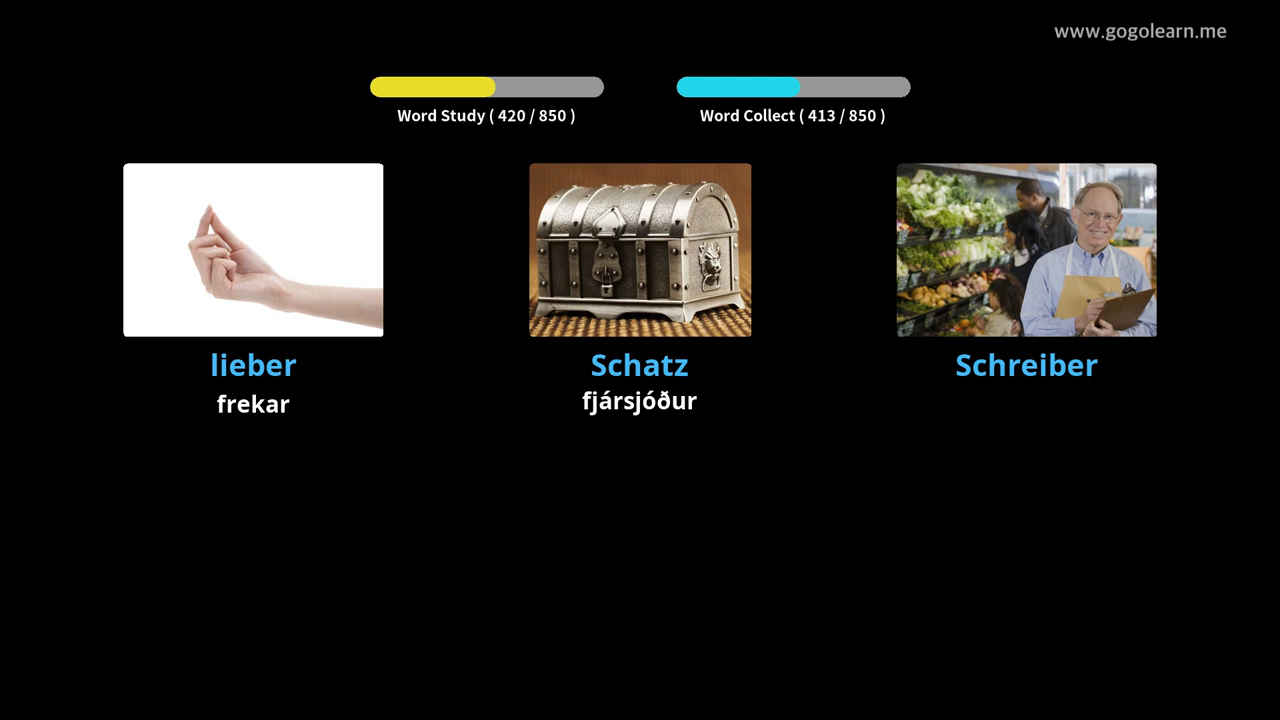 www.gogolearn.me
Word Study ( 420 / 850 )
Word Collect ( 413 / 850 )
lieber
frekar
Schatz
fjársjóður
Schreiber